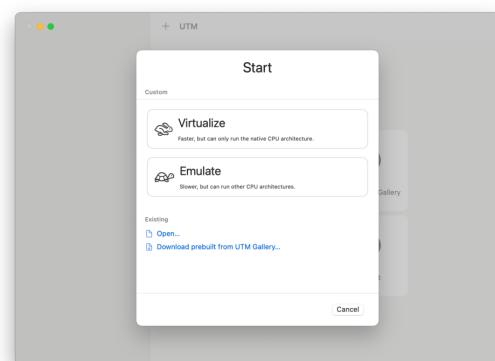 UTM
Start
Custom
Virtualize
Faster, but can only run the native CPU architecture.
Emulate
Slower, but can run other CPU architectures.
Gallery
Existing
Open...
Download prebuilt from UTM Gallery...
Cancel